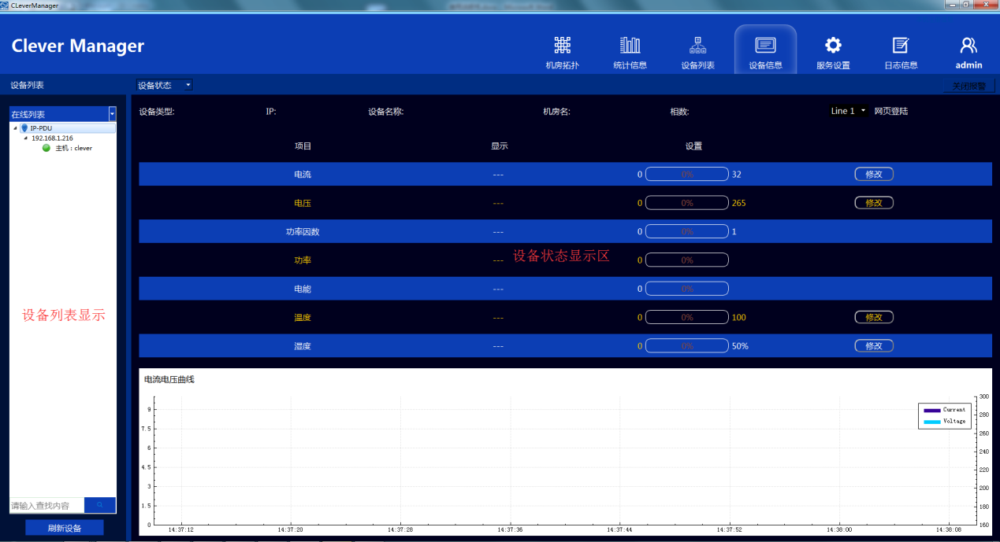 CLeverManager
Clever Manager
机房拓扑 统计信息 设备列表 设备信息 服务设置 日志信息 admin
设备列表 设备状态 关闭报警
在线列表
IP-PDU
192.168.1.216
主机：clever
设备列表显示
请输入查找内容
刷新设备
设备类型: IP: 设备名称: 机房名: 相数: Line 1 网页登陆
项目 显示 设置
电流 --- 0 0% 32 修改
电压 --- 0 0% 265 修改
功率因数 --- 0 0% 1
设备状态显示区
功率 --- 0 0%
电能 --- 0 0%
温度 --- 0 0% 100 修改
湿度 --- 0 0% 50% 修改
电流电压曲线
Current
Voltage
9
7.5
6
4.5
3
1.5
0
300
280
260
240
220
200
180
160
14:37:12 14:37:20 14:37:28 14:37:36 14:37:44 14:37:52 14:38:00 14:38:08